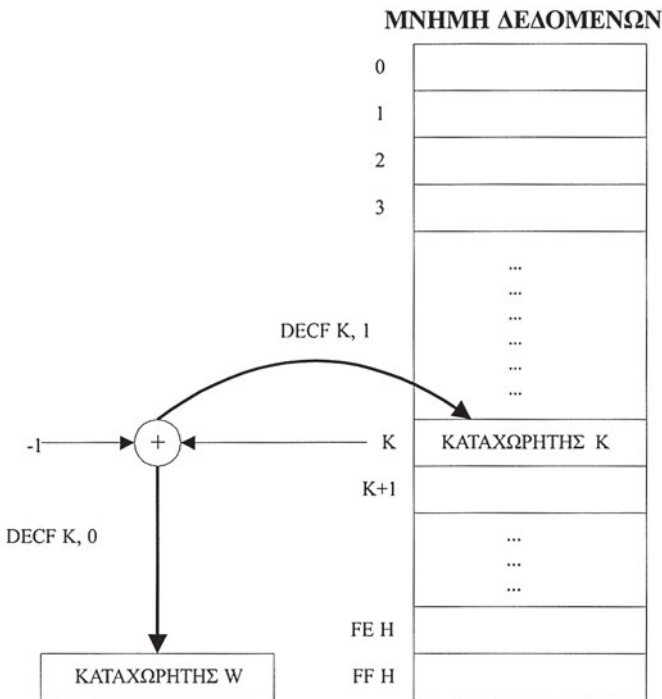 ΜΝΗΜΗ ΔΕΔΟΜΕΝΩΝ
0
1
2
3
...
...
...
...
...
...
DECF K, 1
-1
+
K
ΚΑΤΑΧΩΡΗΤΗΣ K
K+1
DECF K, 0
...
...
...
FE H
ΚΑΤΑΧΩΡΗΤΗΣ W
FF H